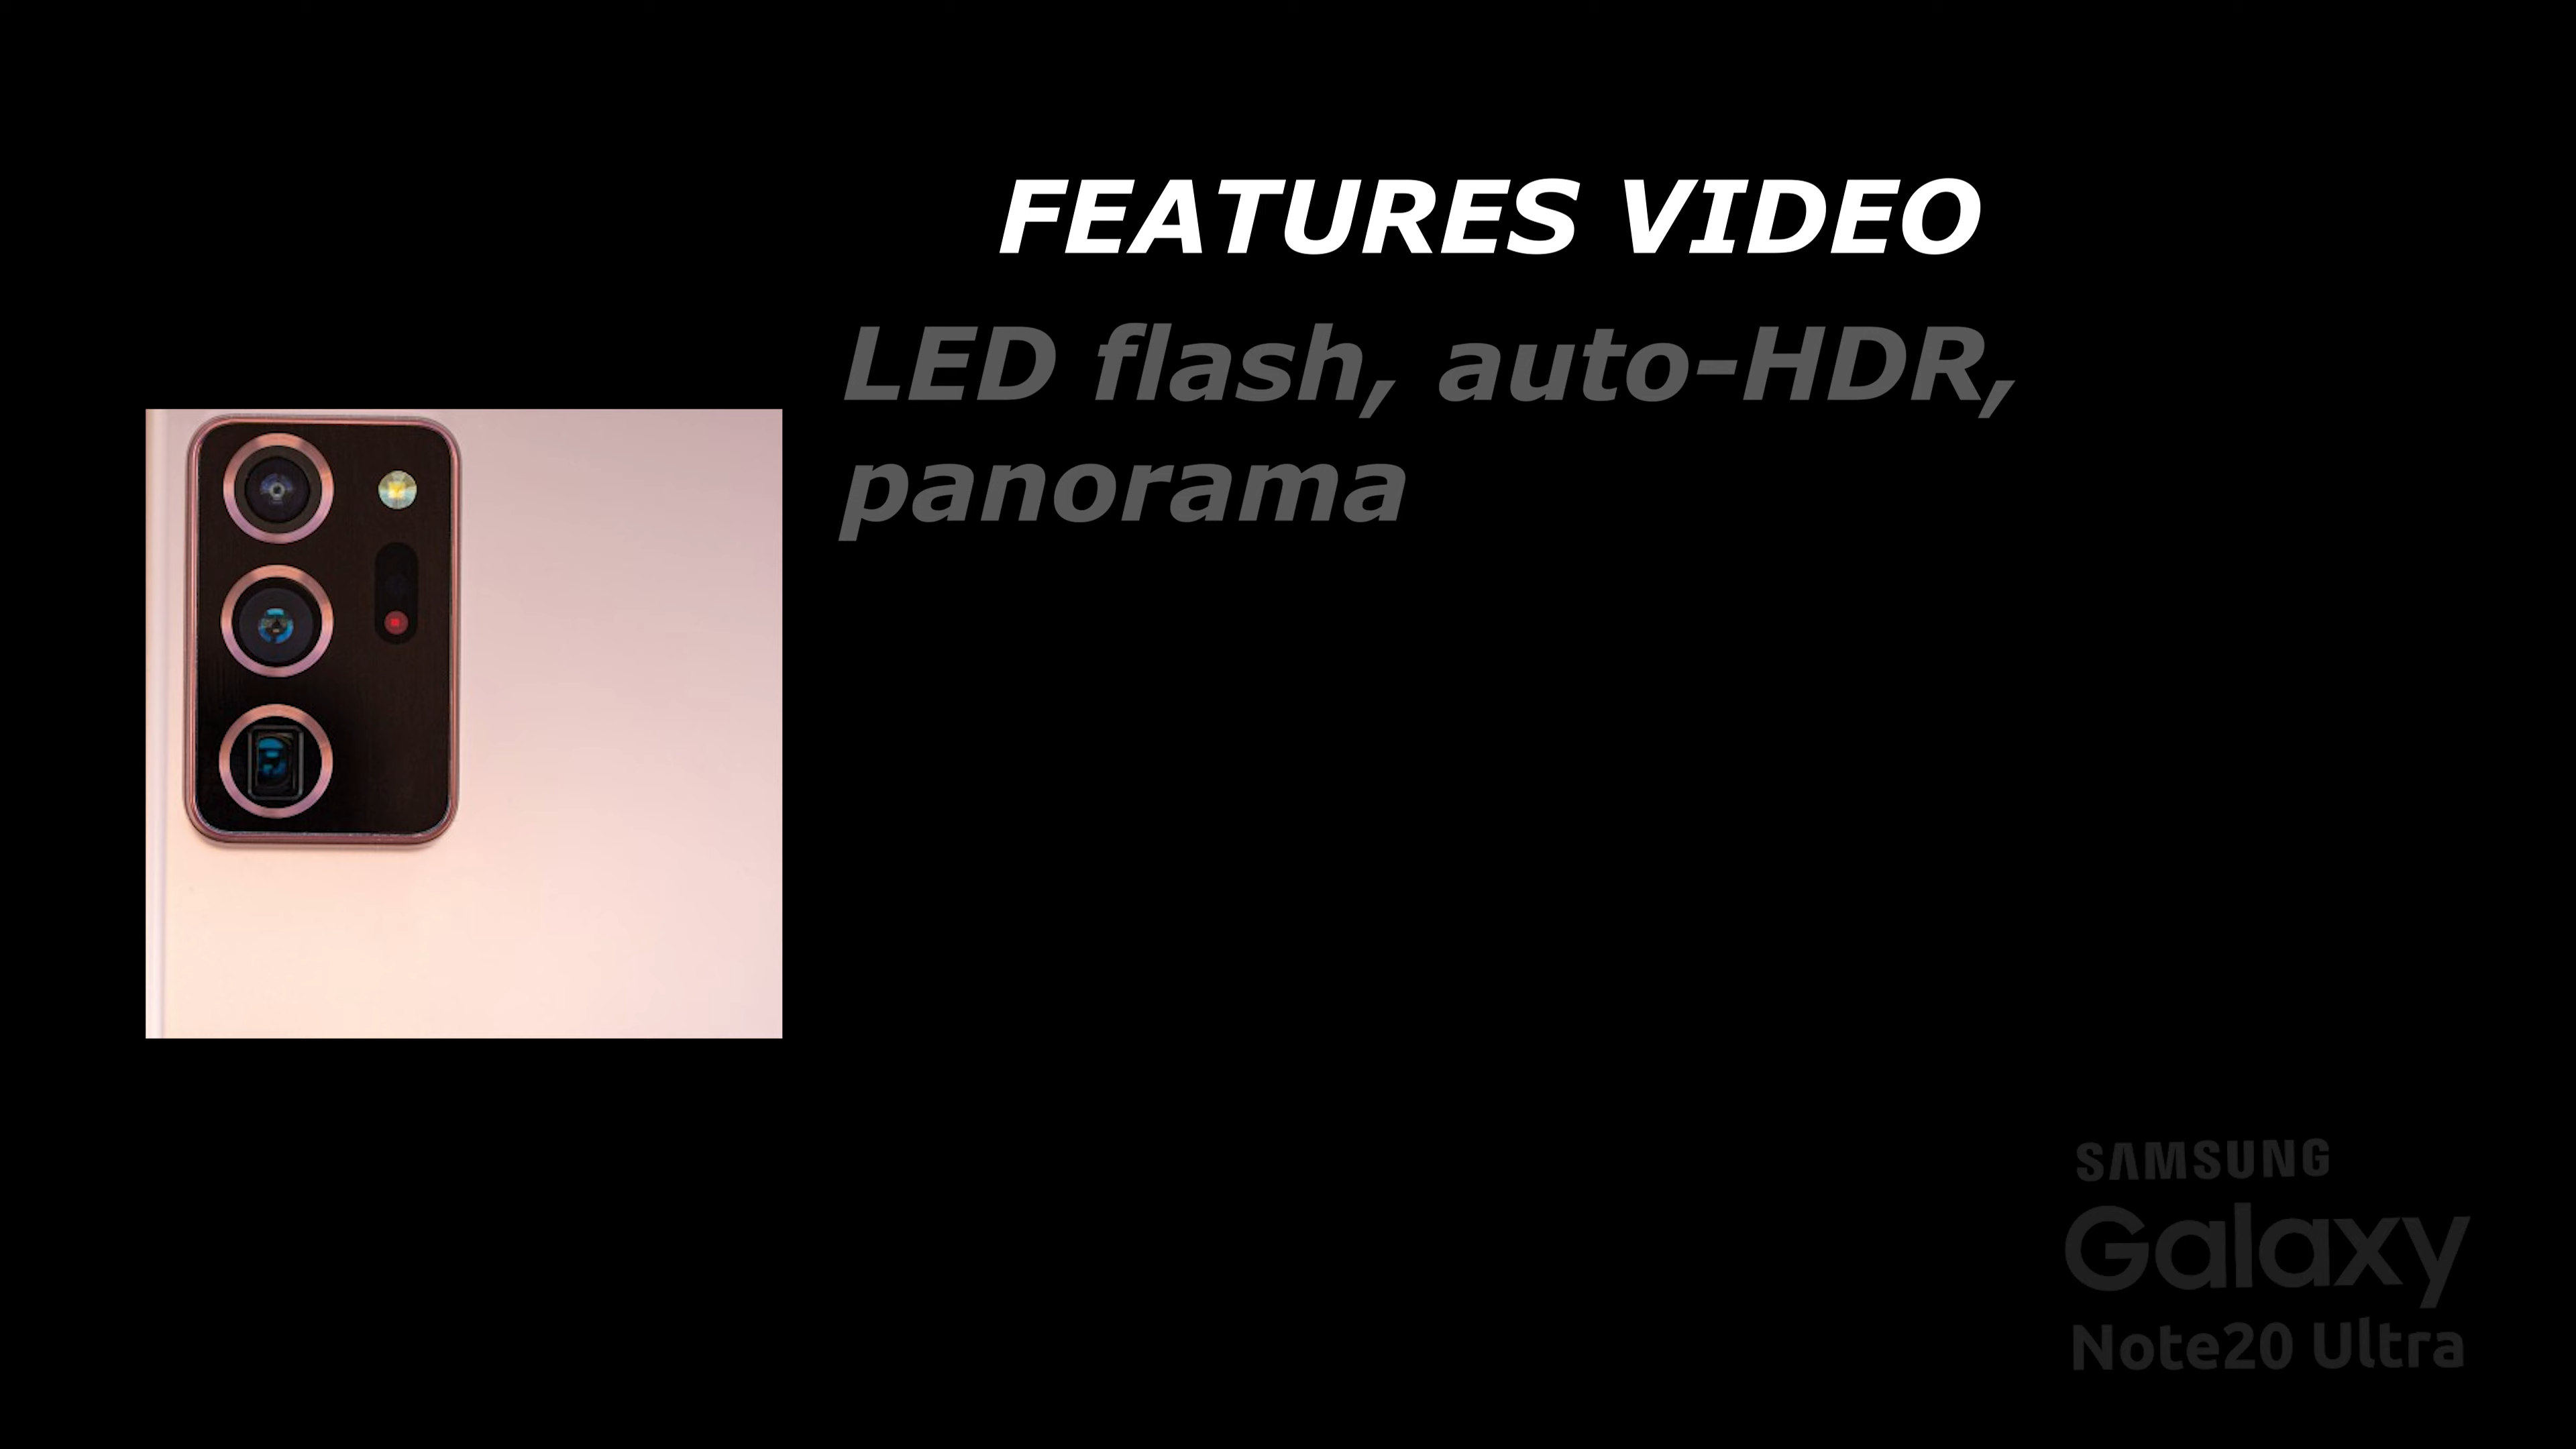 FEATURES VIDEO
LED flash, auto-HDR,
panorama
SAMSUNG
Galaxy
Note20 Ultra